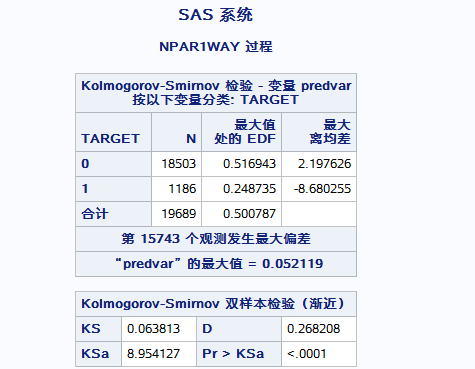 SAS 系统
NPAR1WAY 过程
Kolmogorov-Smirnov 检验 - 变量 predvar
按以下变量分类: TARGET
TARGET N 最大值处的 EDF 最大离均差
0 18503 0.516943 2.197626
1 1186 0.248735 -8.680255
合计 19689 0.500787
第 15743 个观测发生最大偏差
“predvar”的最大值 = 0.052119
Kolmogorov-Smirnov 双样本检验（渐近）
KS 0.063813 D 0.268208
KSa 8.954127 Pr > KSa <.0001